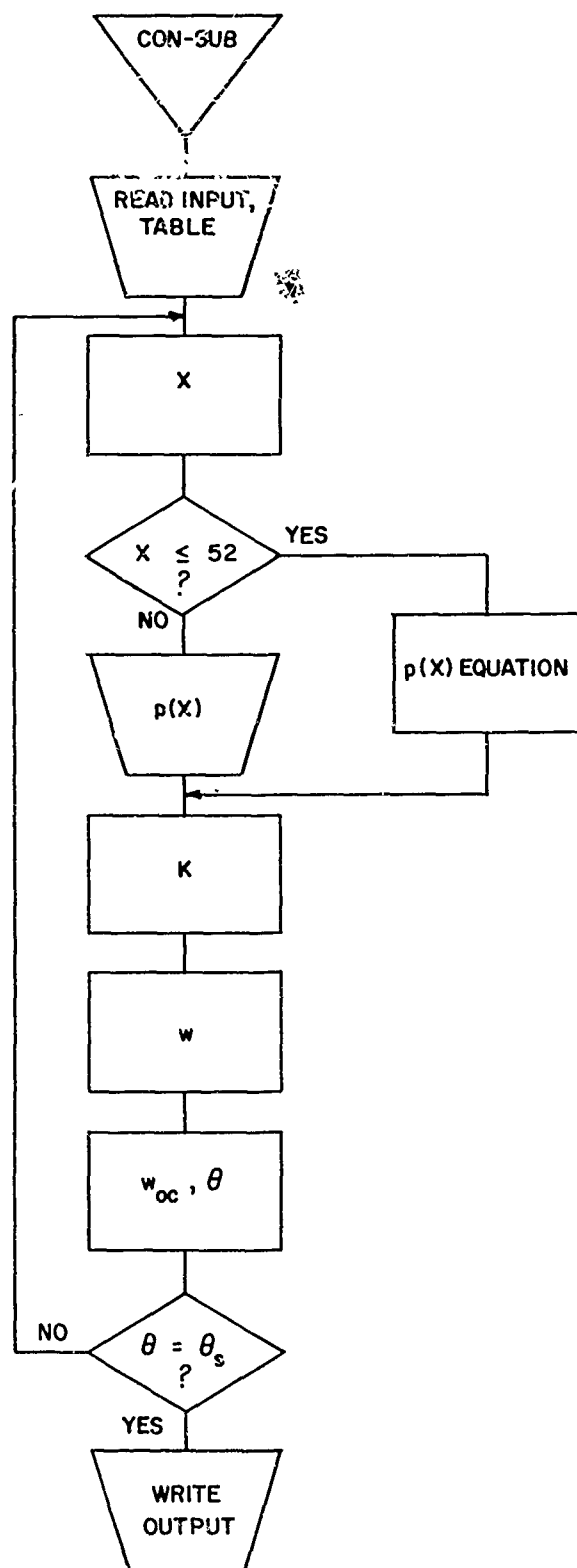 CON-SUB
READ INPUT,
TABLE
X
X ≤ 52
?
YES
NO
p(X)
p(X) EQUATION
K
w
w_oc , θ
NO
θ = θ_s
?
YES
WRITE
OUTPUT